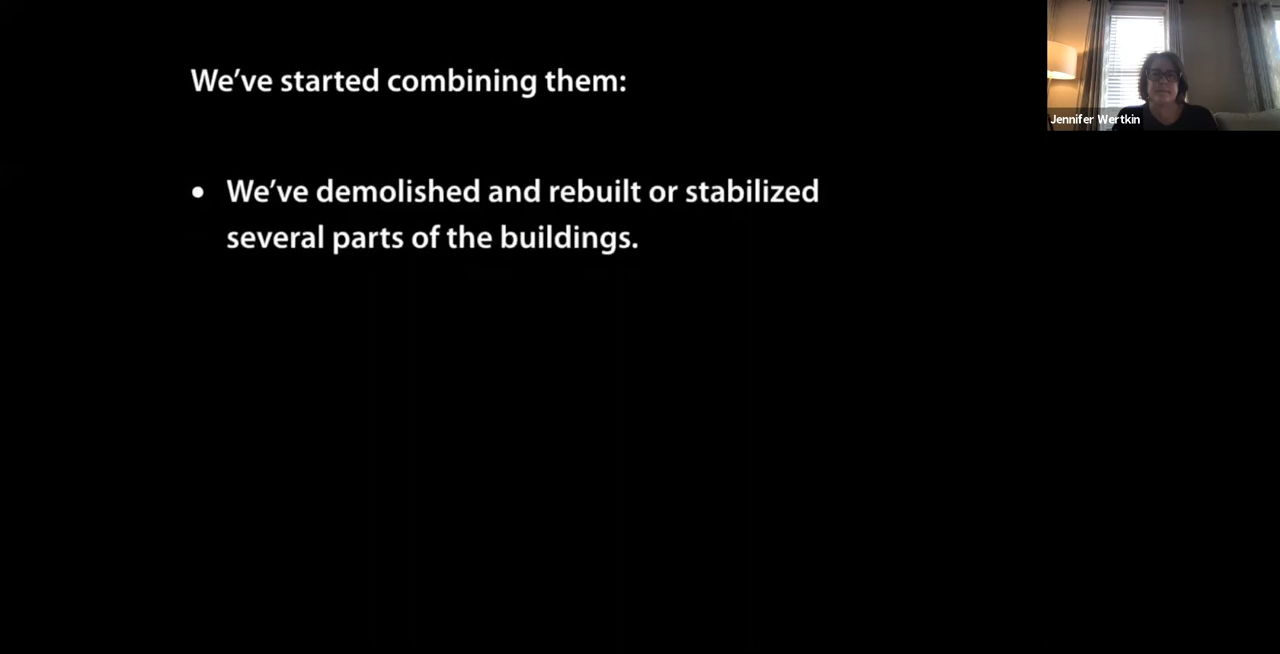 We’ve started combining them:
• We’ve demolished and rebuilt or stabilized
several parts of the buildings.
Jennifer Wertkin